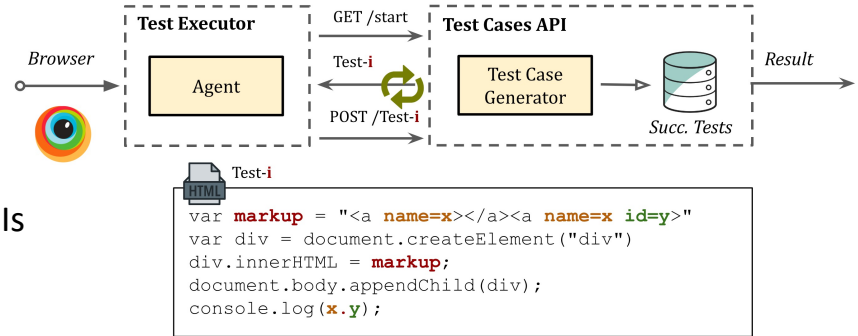 Test Executor
GET /start
Test Cases API
Browser
Agent
Test-i
POST /Test-i
Test Case
Generator
Succ. Tests
Result
Test-i
HTML
ls
var markup = "<a name=x></a><a name=x id=y>"
var div = document.createElement("div")
div.innerHTML = markup;
document.body.appendChild(div);
console.log(x.y);